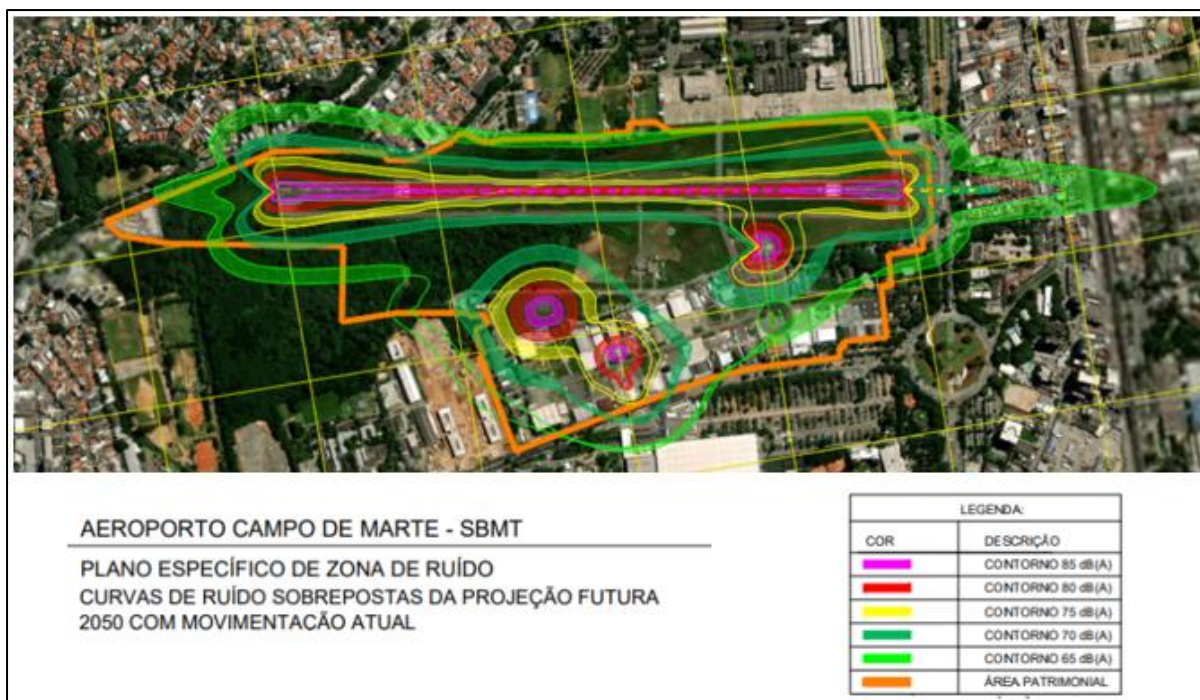 AEROPORTO CAMPO DE MARTE - SBMT
PLANO ESPECÍFICO DE ZONA DE RUÍDO
CURVAS DE RUÍDO SOBREPOSTAS DA PROJEÇÃO FUTURA
2050 COM MOVIMENTAÇÃO ATUAL
LEGENDA:
COR DESCRIÇÃO
CONTORNO 85 dB(A)
CONTORNO 80 dB(A)
CONTORNO 75 dB(A)
CONTORNO 70 dB(A)
CONTORNO 65 dB(A)
ÁREA PATRIMONIAL